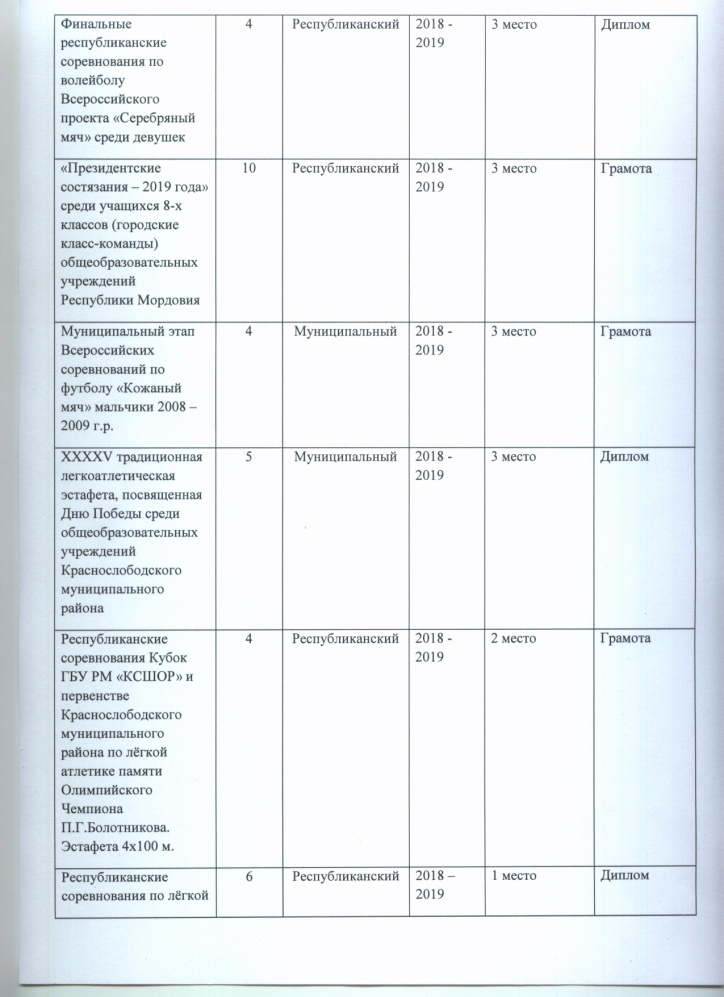 Финальные 4 Республиканский 2018 - 3 место Диплом
республиканские 2019
соревнования по
волейболу
Всероссийского
проекта «Серебряный
мяч» среди девушек
«Президентские 10 Республиканский 2018 - 3 место Грамота
состязания – 2019 года» 2019
среди учащихся 8-х
классов (городские
класс-команды)
общеобразовательных
учреждений
Республики Мордовия
Муниципальный этап 4 Муниципальный 2018 - 3 место Грамота
Всероссийских 2019
соревнований по
футболу «Кожаный
мяч» мальчики 2008 –
2009 г.р.
XXXXV традиционная 5 Муниципальный 2018 - 3 место Диплом
легкоатлетическая 2019
эстафета, посвященная
Дню Победы среди
общеобразовательных
учреждений
Краснослободского
муниципального
района
Республиканские 4 Республиканский 2018 - 2 место Грамота
соревнования Кубок 2019
ГБУ РМ «КСШОР» и
первенстве
Краснослободского
муниципального
района по лёгкой
атлетике памяти
Олимпийского
Чемпиона
П.Г.Болотникова.
Эстафета 4х100 м.
Республиканские 6 Республиканский 2018 – 1 место Диплом
соревнования по лёгкой 2019